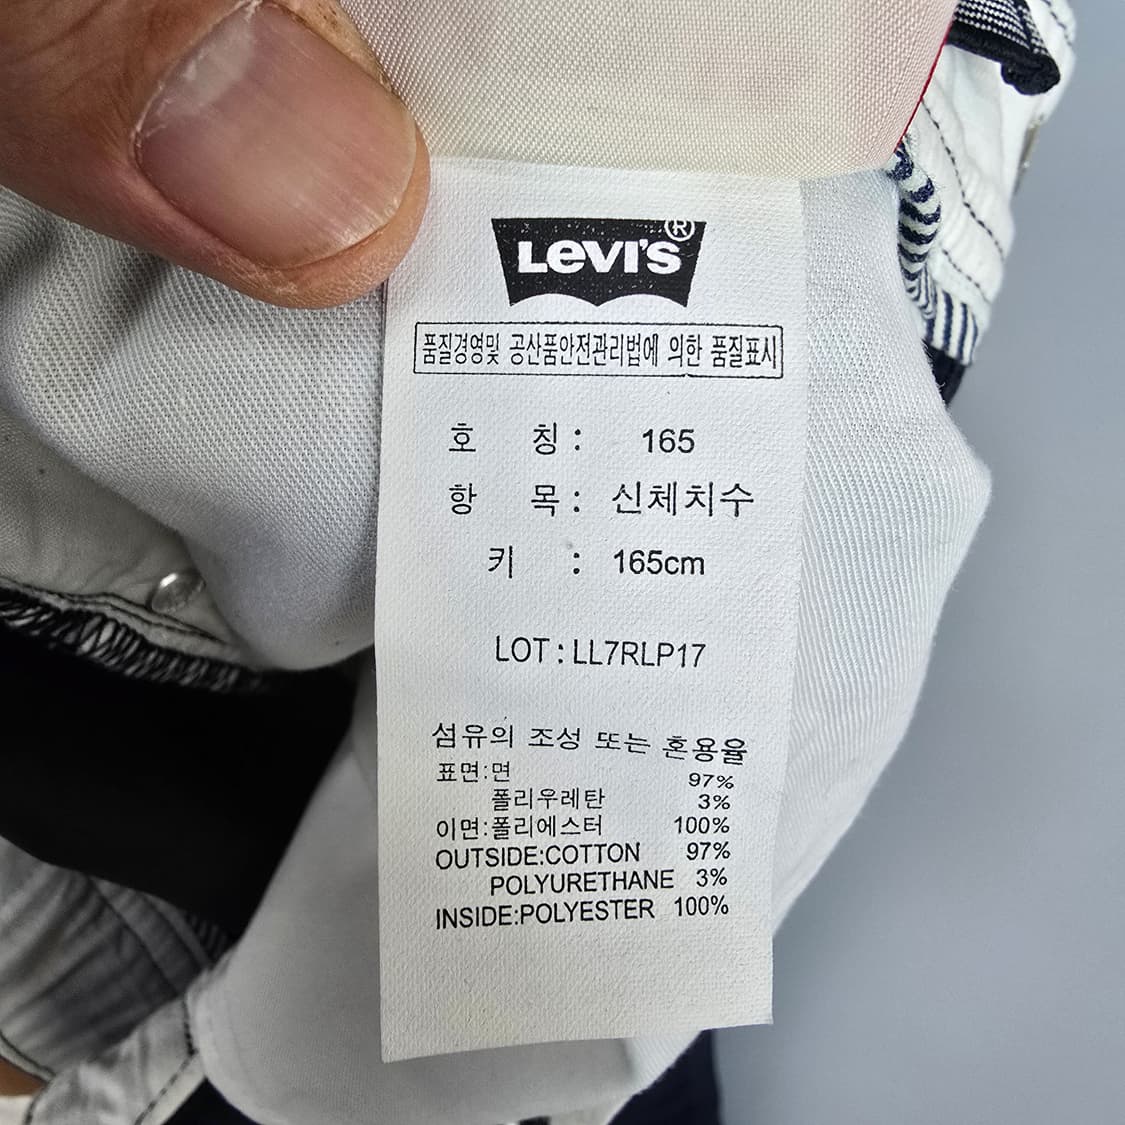 LEVI'S®
품질경영및 공산품안전관리법에 의한 품질표시
호 칭 : 165
항 목 : 신체치수
키 : 165cm
LOT : LL7RLP17
섬유의 조성 또는 혼용율
표면:면 97%
폴리우레탄 3%
이면:폴리에스터 100%
OUTSIDE:COTTON 97%
POLYURETHANE 3%
INSIDE:POLYESTER 100%